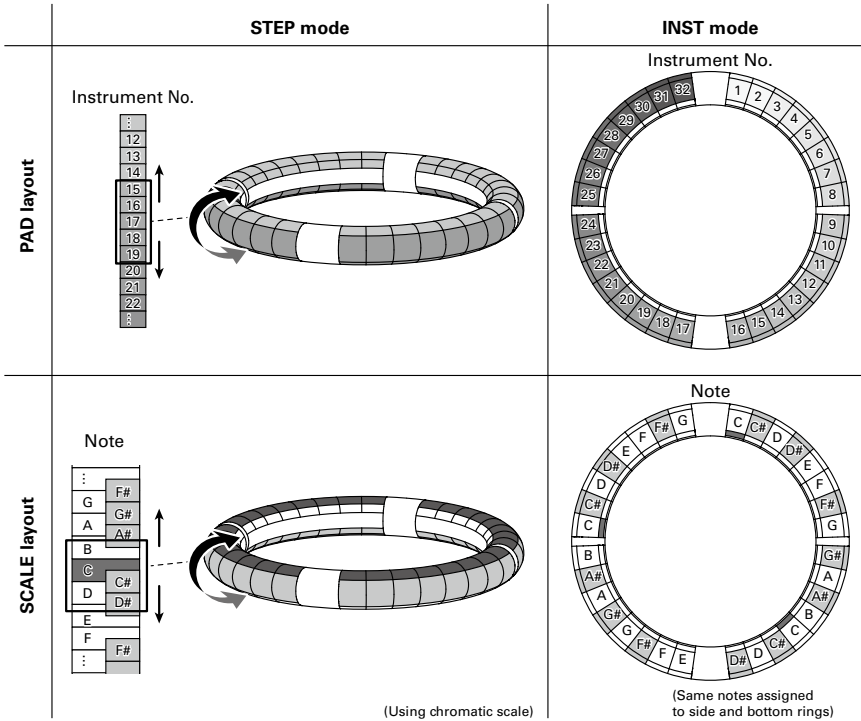 STEP mode
INST mode
PAD layout
Instrument No.
⋮
12
13
14
15
16
17
18
19
20
21
22
⋮
Instrument No.
1
2
3
4
5
6
7
8
9
10
11
12
13
14
15
16
17
18
19
20
21
22
23
24
25
26
27
28
29
30
31
32
SCALE layout
Note
⋮
F#
G
G#
A
A#
B
C
C#
D
D#
E
F
F#
⋮
(Using chromatic scale)
Note
C
C#
D
D#
E
F
F#
G
G#
A
A#
B
C
C#
D
D#
E
F
F#
G
G#
A
A#
B
C
C#
D
D#
E
F
F#
G
(Same notes assigned
to side and bottom rings)